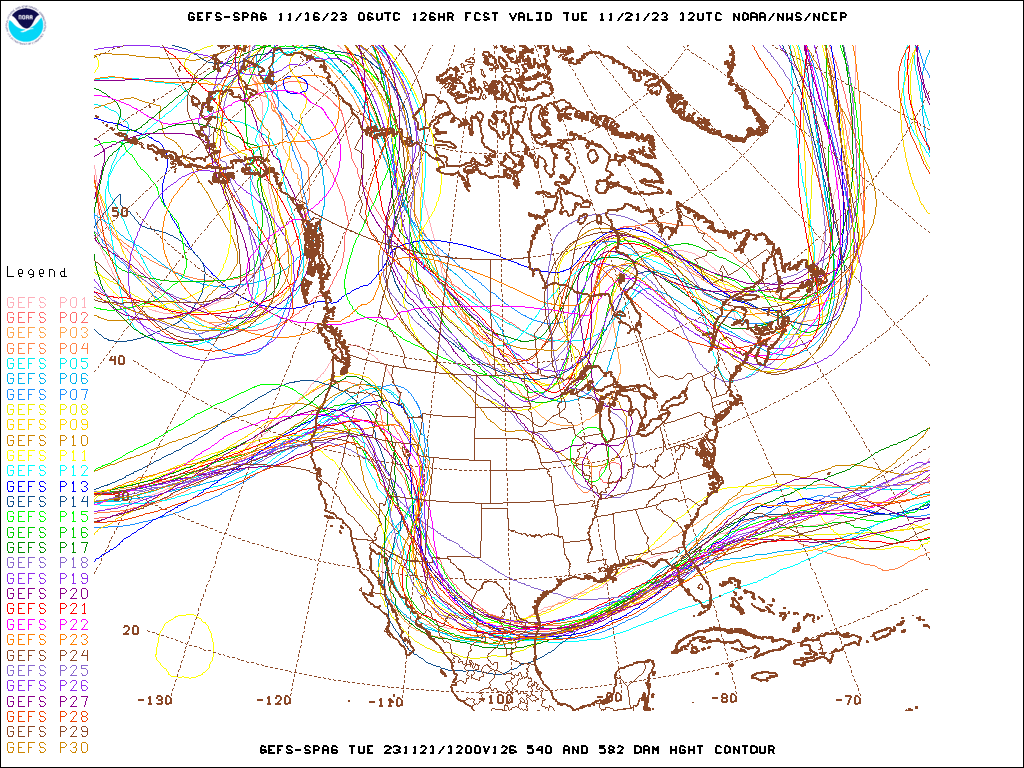 NOAA
GEFS-SPAG 11/16/23 06UTC 126HR FCST VALID TUE 11/21/23 12UTC NOAA/NWS/NCEP
50
Legend
GEFS P01
GEFS P02
GEFS P03
GEFS P04
GEFS P05
GEFS P06
GEFS P07
GEFS P08
GEFS P09
GEFS P10
GEFS P11
GEFS P12
GEFS P13
GEFS P14
GEFS P15
GEFS P16
GEFS P17
GEFS P18
GEFS P19
GEFS P20
GEFS P21
GEFS P22
GEFS P23
GEFS P24
GEFS P25
GEFS P26
GEFS P27
GEFS P28
GEFS P29
GEFS P30
40
20
-130 -120 -110 -100 -90 -80 -70
GEFS-SPAG TUE 231121/1200V126 540 AND 582 DAM HGHT CONTOUR